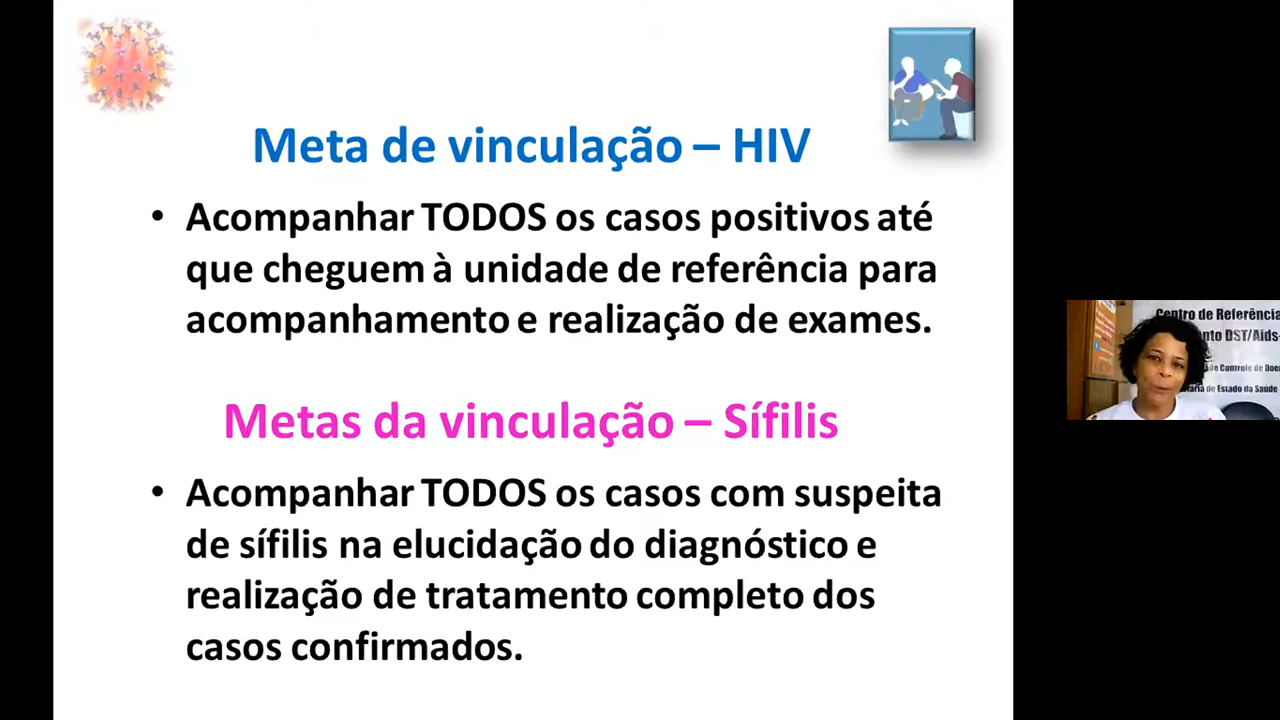 Meta de vinculação – HIV
• Acompanhar TODOS os casos positivos até
que cheguem à unidade de referência para
acompanhamento e realização de exames.
Metas da vinculação – Sífilis
• Acompanhar TODOS os casos com suspeita
de sífilis na elucidação do diagnóstico e
realização de tratamento completo dos
casos confirmados.
Centro de Referência
nto DST/Aids-
de Controle de Doe
de Estado da Saúde